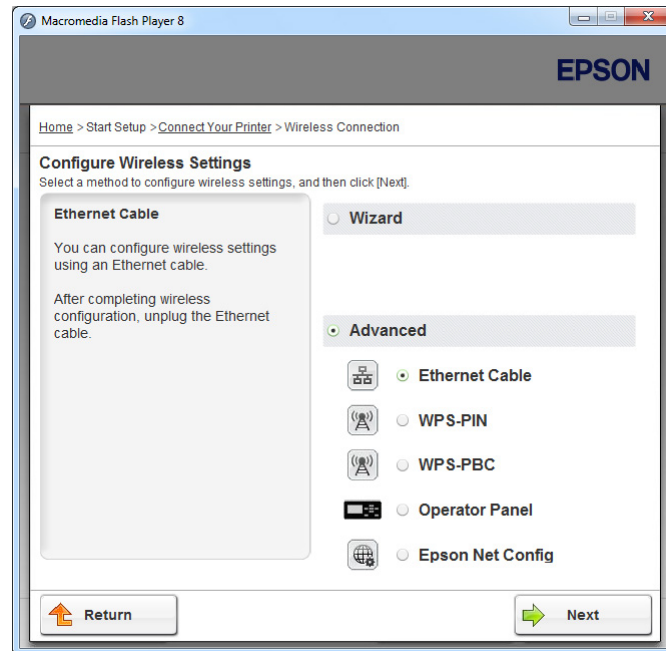 Macromedia Flash Player 8
EPSON
Home > Start Setup > Connect Your Printer > Wireless Connection
Configure Wireless Settings
Select a method to configure wireless settings, and then click [Next].
Ethernet Cable
You can configure wireless settings
using an Ethernet cable.
After completing wireless
configuration, unplug the Ethernet
cable.
Wizard
Advanced
Ethernet Cable
WPS-PIN
WPS-PBC
Operator Panel
Epson Net Config
Return
Next